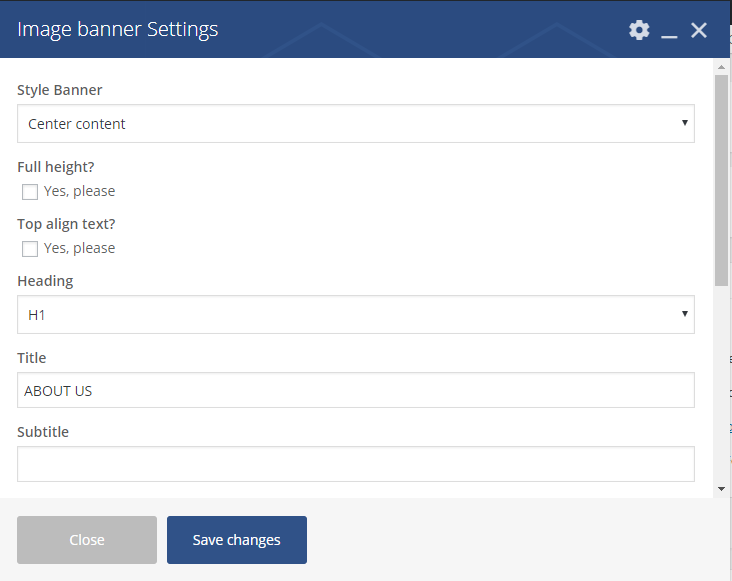 Image banner Settings
Style Banner
Center content
Full height?
Yes, please
Top align text?
Yes, please
Heading
H1
Title
ABOUT US
Subtitle
Close
Save changes